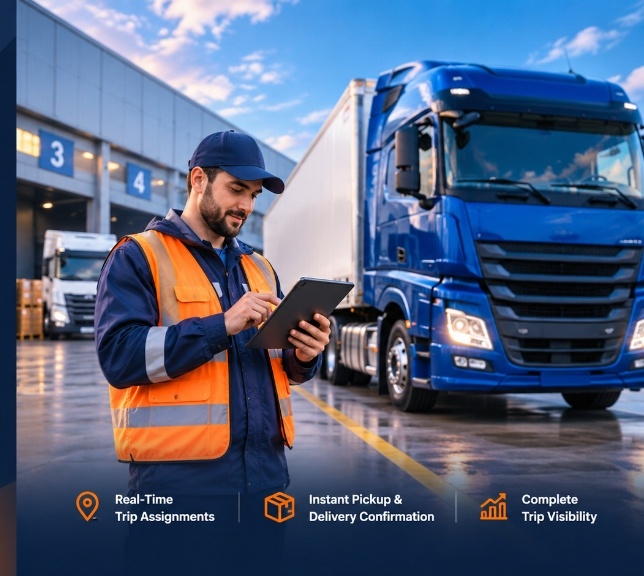 3
4
Real-Time
Trip Assignments
Instant Pickup &
Delivery Confirmation
Complete
Trip Visibility